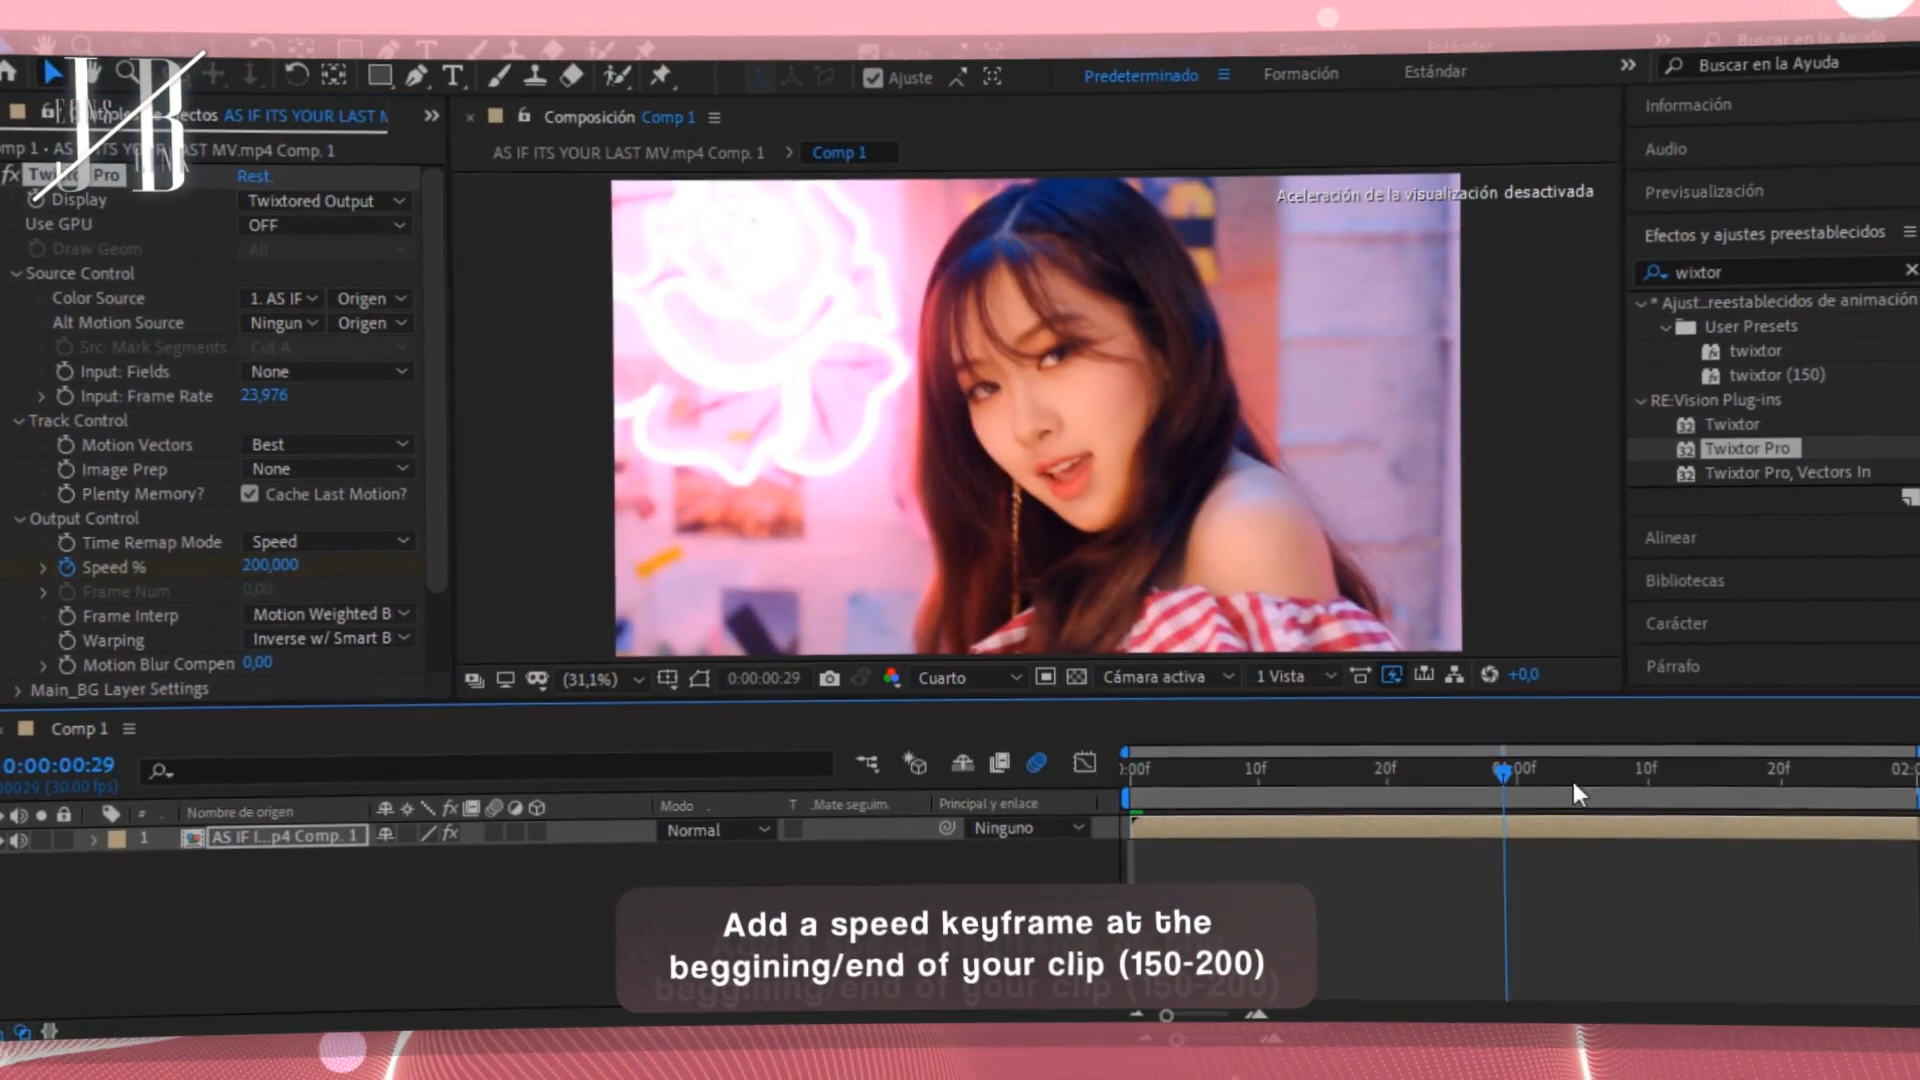 Ajuste
Predeterminado
Formación
Estándar
Buscar en la Ayuda
JB
ectos AS IF ITS YOUR LAST M
mp 1 • AS IF ITS YOUR LAST MV.mp4 Comp. 1
fx Twixtor Pro
Rest.
Display
Twixtored Output
Use GPU
OFF
Draw Geom
All
Source Control
Color Source
1. AS IF
Origen
Alt Motion Source
Ningun
Origen
Src: Mark Segments
Cut A
Input: Fields
None
Input: Frame Rate
23,976
Track Control
Motion Vectors
Best
Image Prep
None
Plenty Memory?
Cache Last Motion?
Output Control
Time Remap Mode
Speed
Speed %
200,000
Frame Num
0,00
Frame Interp
Motion Weighted B
Warping
Inverse w/ Smart B
Motion Blur Compen
0,00
Main_BG Layer Settings
Composición Comp 1
AS IF ITS YOUR LAST MV.mp4 Comp. 1
Comp 1
Aceleración de la visualización desactivada
(31,1%)
0:00:00:29
Cuarto
Cámara activa
1 Vista
+0,0
Información
Audio
Previsualización
Efectos y ajustes preestablecidos
wixtor
* Ajust...reestablecidos de animación
User Presets
twixtor
twixtor (150)
RE:Vision Plug-ins
Twixtor
Twixtor Pro
Twixtor Pro, Vectors In
Alinear
Bibliotecas
Carácter
Párrafo
Comp 1
0:00:00:29
00029 (30.00 fps)
# Nombre de origen
fx
Modo
T .Mate seguim.
Principal y enlace
1
AS IF I...p4 Comp. 1
fx
Normal
Ninguno
:00f
10f
20f
00f
10f
20f
02:0
Add a speed keyframe at the
beggining/end of your clip (150-200)